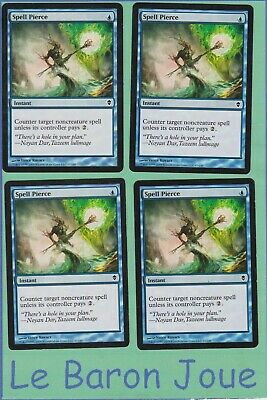 Spell Pierce
Spell Pierce
Instant
Instant
Counter target noncreature spell
unless its controller pays 2.
"There's a hole in your plan."
—Noyan Dar, Tazeem lullmage
Counter target noncreature spell
unless its controller pays 2.
"There's a hole in your plan."
—Noyan Dar, Tazeem lullmage
Spell Pierce
Spell Pierce
Instant
Instant
Counter target noncreature spell
unless its controller pays 2.
"There's a hole in your plan."
—Noyan Dar, Tazeem lullmage
Counter target noncreature spell
unless its controller pays 2.
"There's a hole in your plan."
—Noyan Dar, Tazeem lullmage
Le Baron Joue